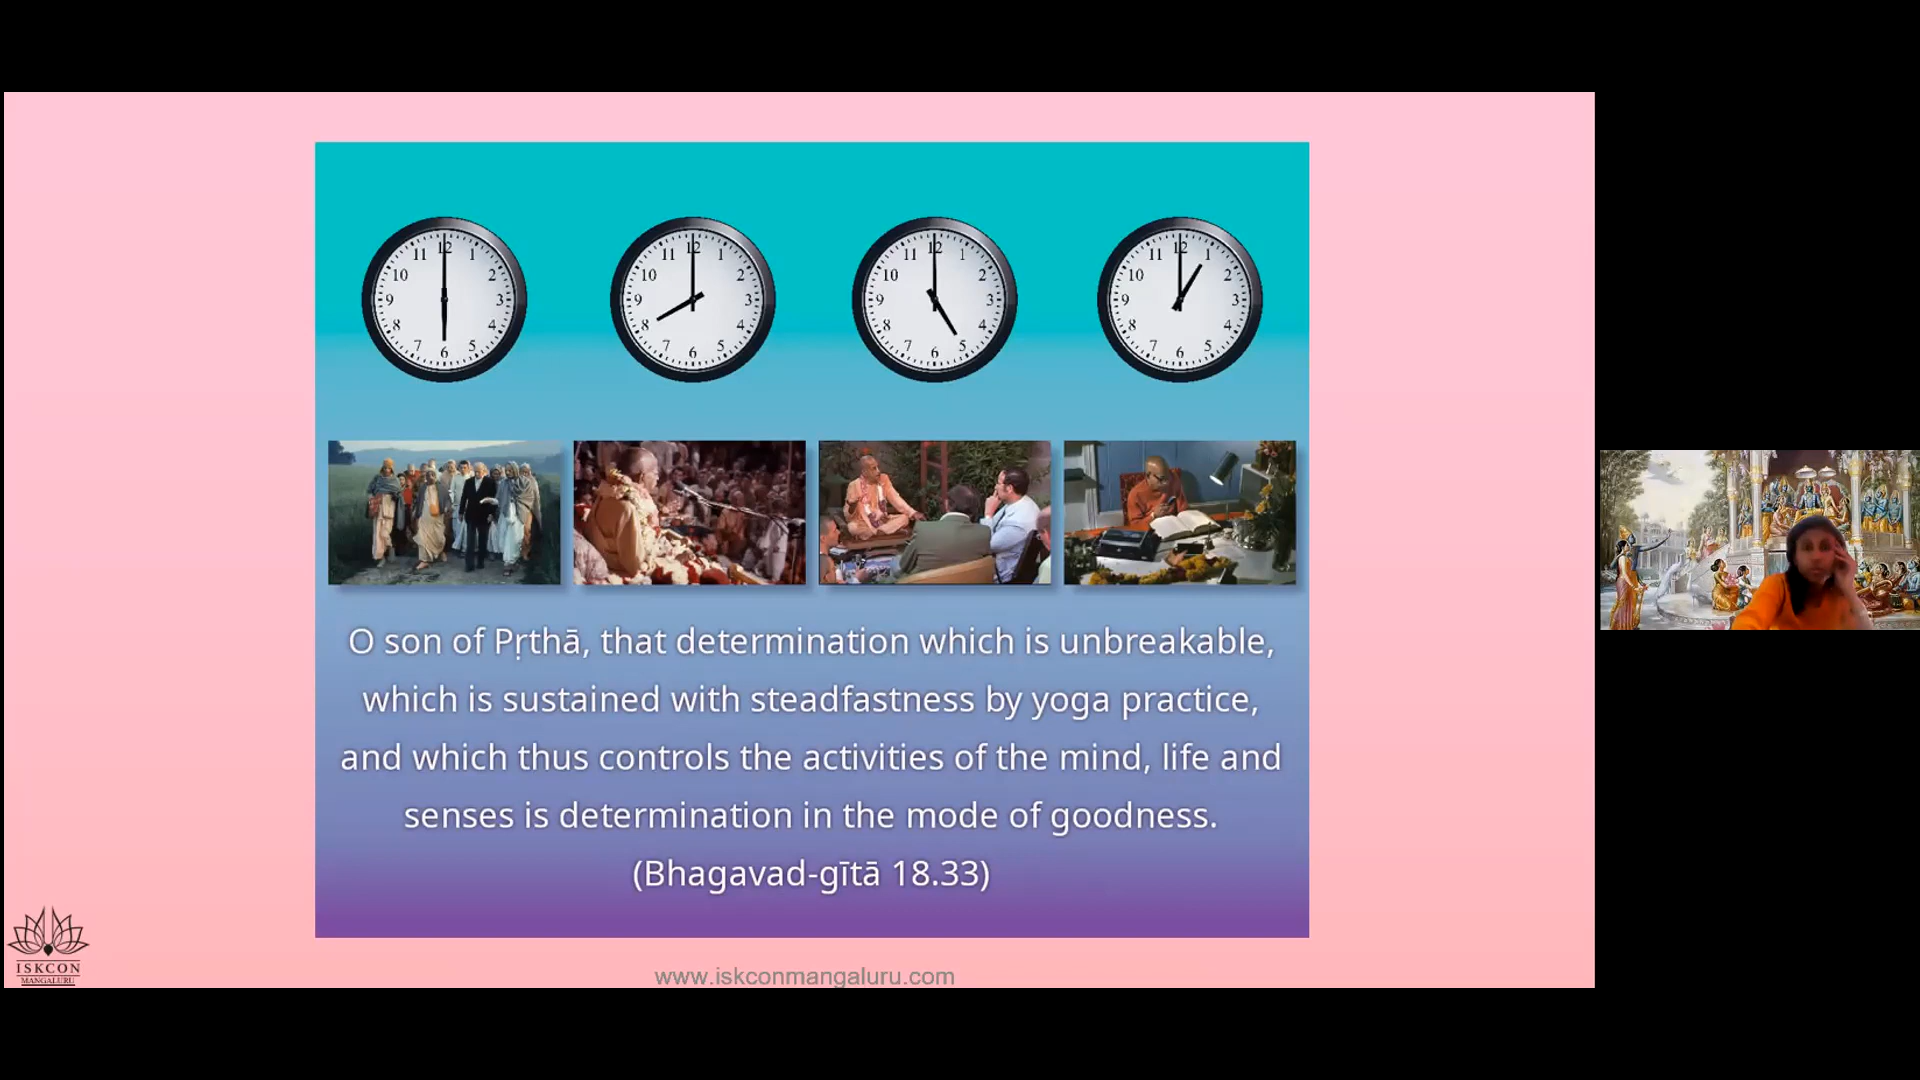 O son of Pṛthā, that determination which is unbreakable,
which is sustained with steadfastness by yoga practice,
and which thus controls the activities of the mind, life and
senses is determination in the mode of goodness.
(Bhagavad-gītā 18.33)
ISKCON
MANGALURU
www.iskconmangaluru.com